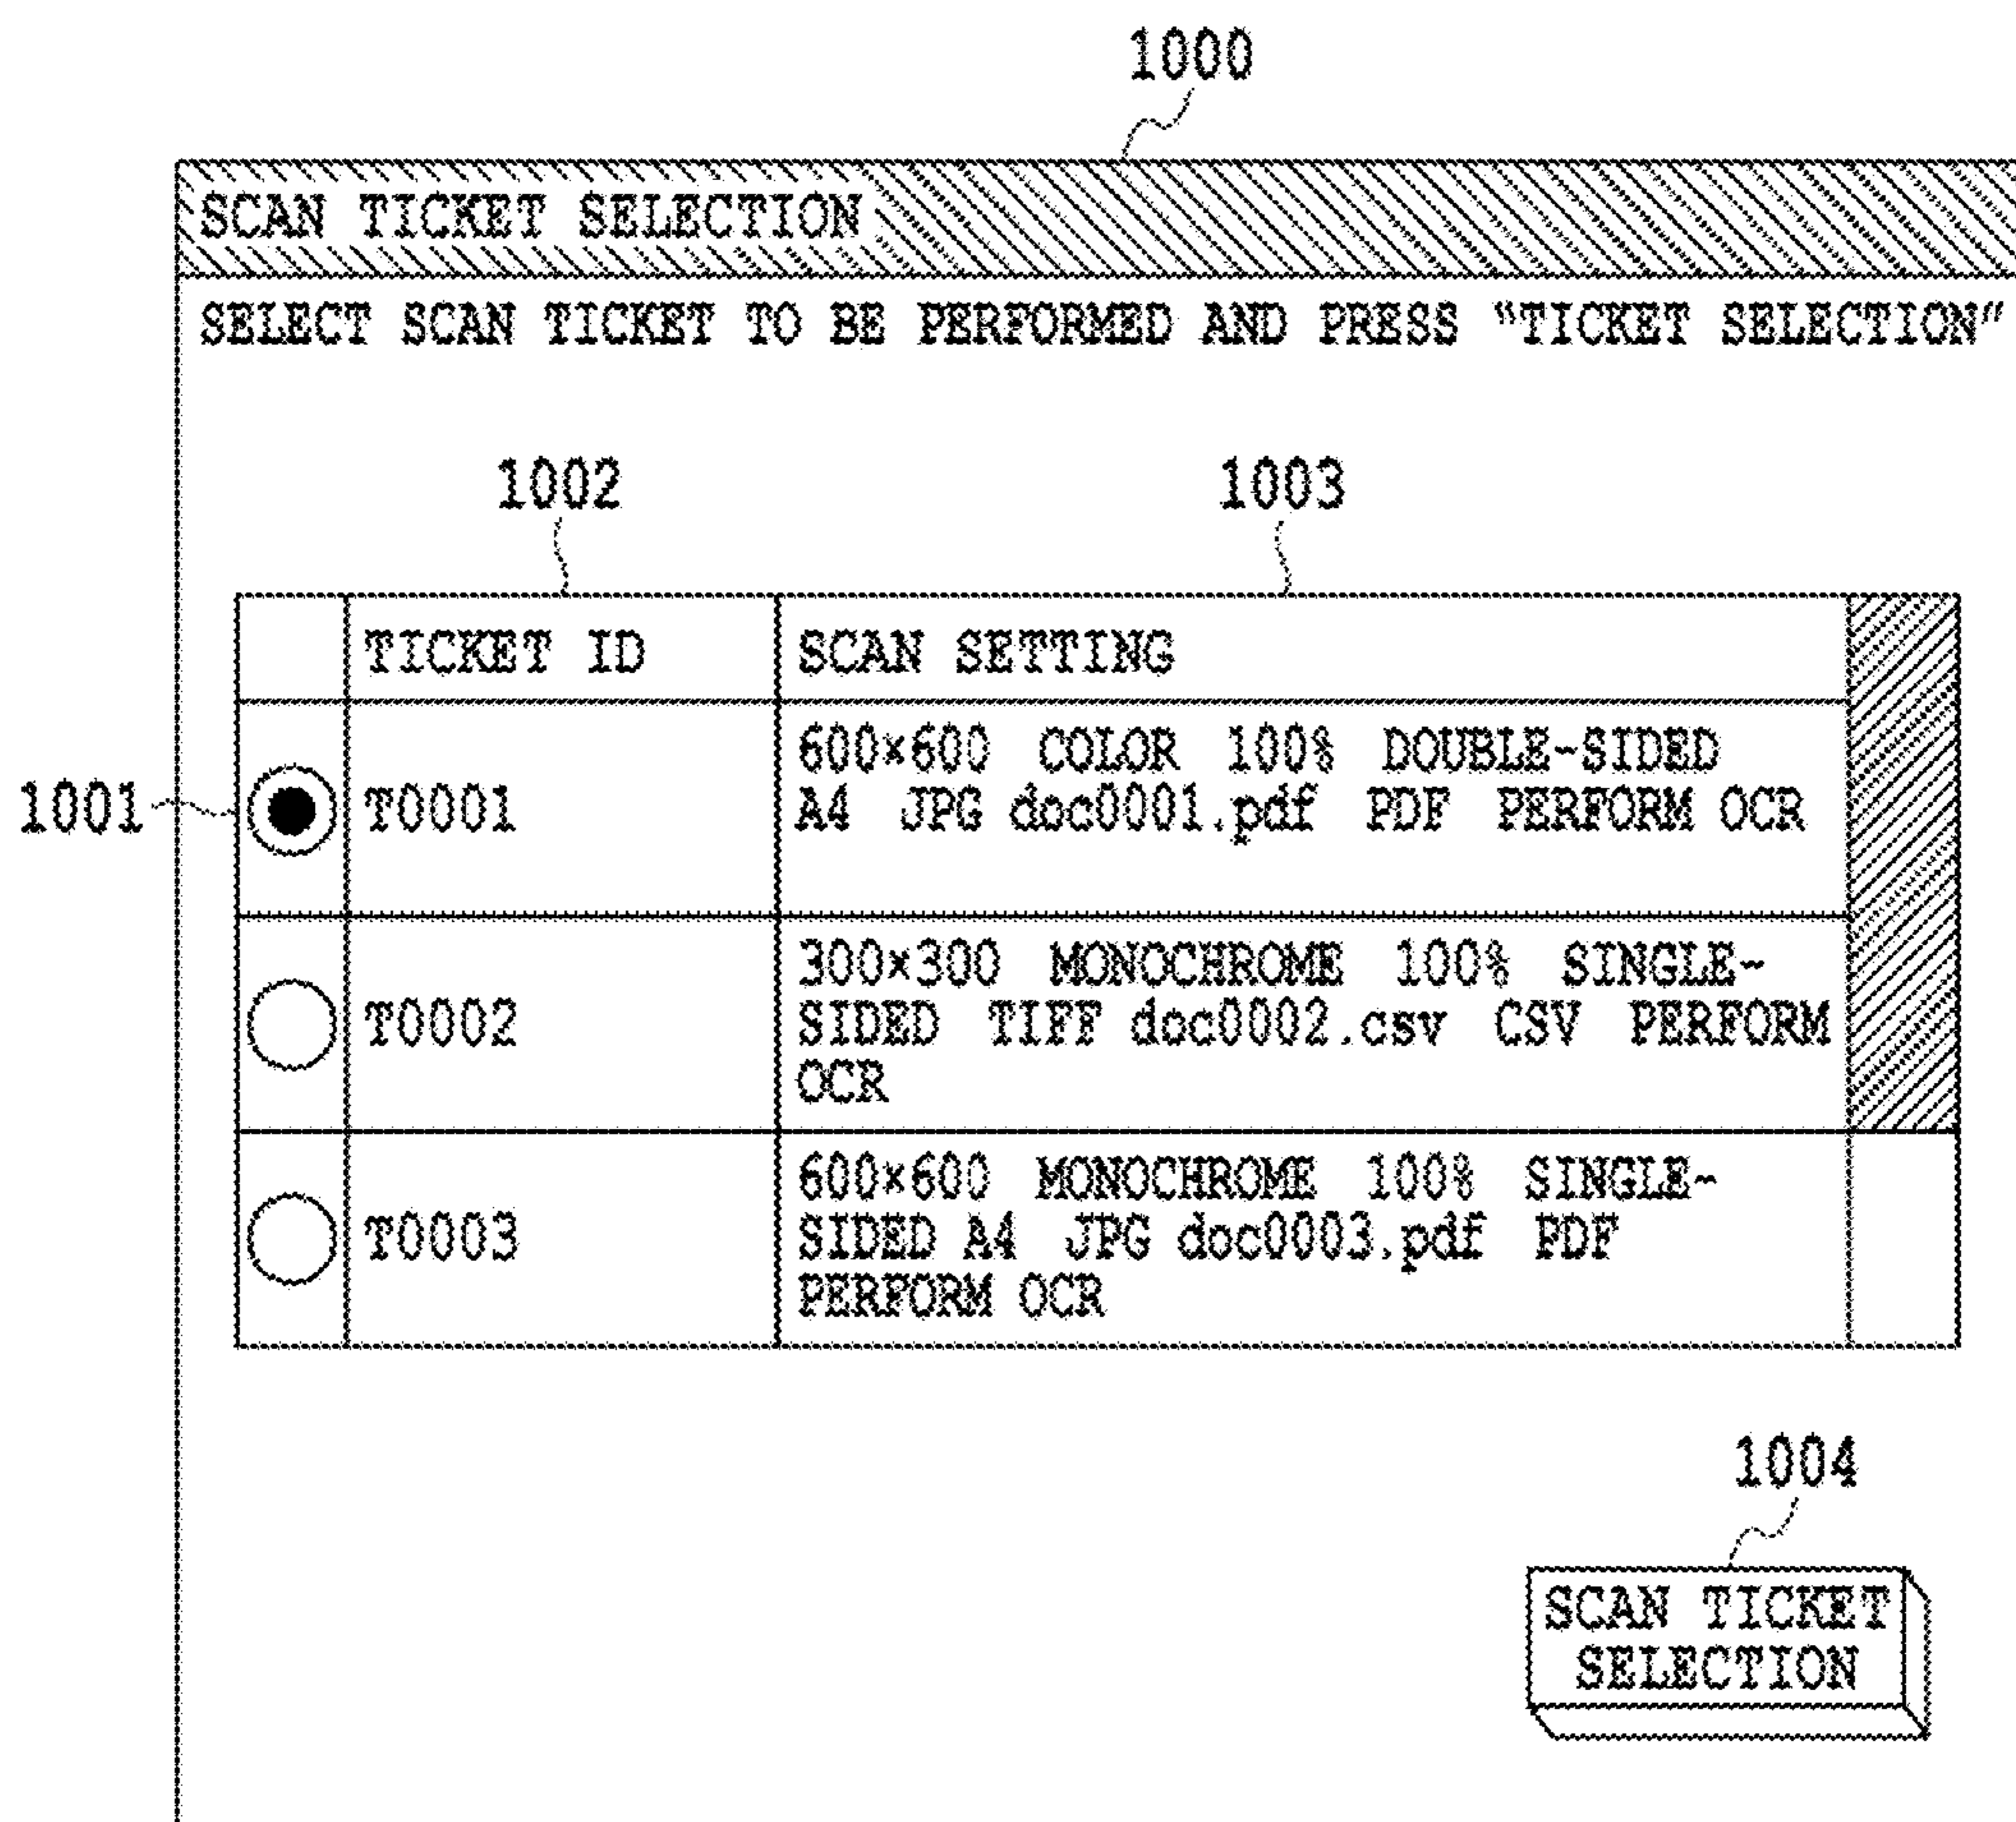 1000
SCAN TICKET SELECTION
SELECT SCAN TICKET TO BE PERFORMED AND PRESS "TICKET SELECTION"
1002
1003
TICKET ID
SCAN SETTING
1001
T0001
600×600 COLOR 100% DOUBLE-SIDED
A4 JPG doc0001.pdf PDF PERFORM OCR
T0002
300×300 MONOCHROME 100% SINGLE-
SIDED TIFF doc0002.csv CSV PERFORM
OCR
T0003
600×600 MONOCHROME 100% SINGLE-
SIDED A4 JPG doc0003.pdf PDF
PERFORM OCR
1004
SCAN TICKET
SELECTION